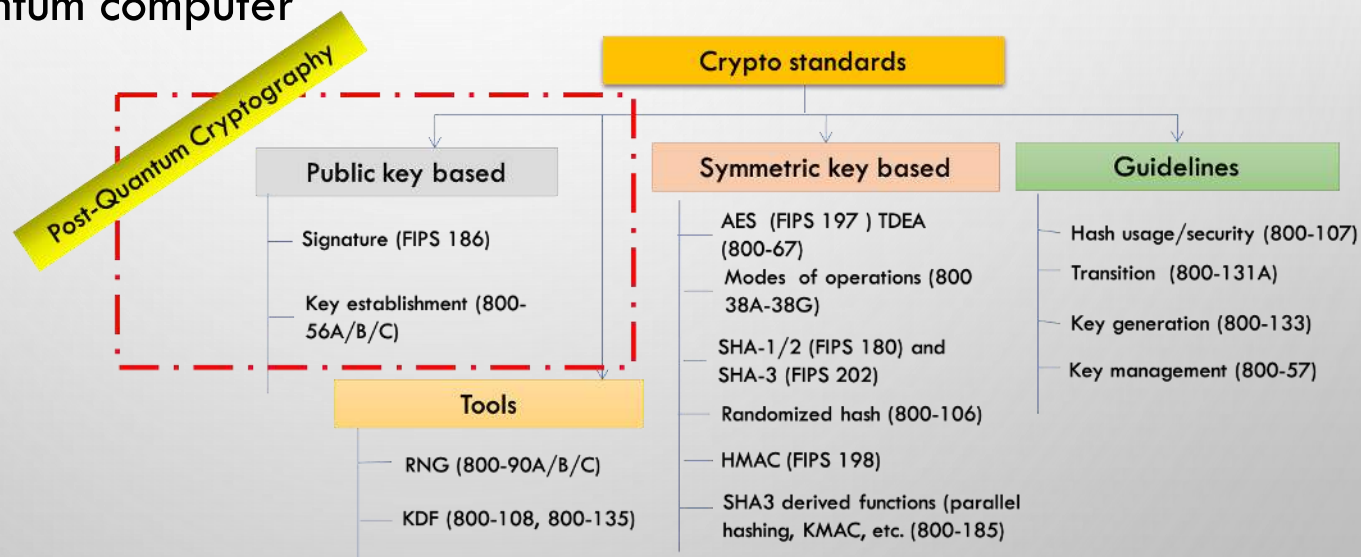 computer
Post-Quantum Cryptography
Crypto standards
Public key based
Signature (FIPS 186)
Key establishment (800-
56A/B/C)
Tools
RNG (800-90A/B/C)
KDF (800-108, 800-135)
Symmetric key based
AES (FIPS 197 ) TDEA
(800-67)
Modes of operations (800
38A-38G)
SHA-1/2 (FIPS 180) and
SHA-3 (FIPS 202)
Randomized hash (800-106)
HMAC (FIPS 198)
SHA3 derived functions (parallel
hashing, KMAC, etc. (800-185)
Guidelines
Hash usage/security (800-107)
Transition (800-131A)
Key generation (800-133)
Key management (800-57)